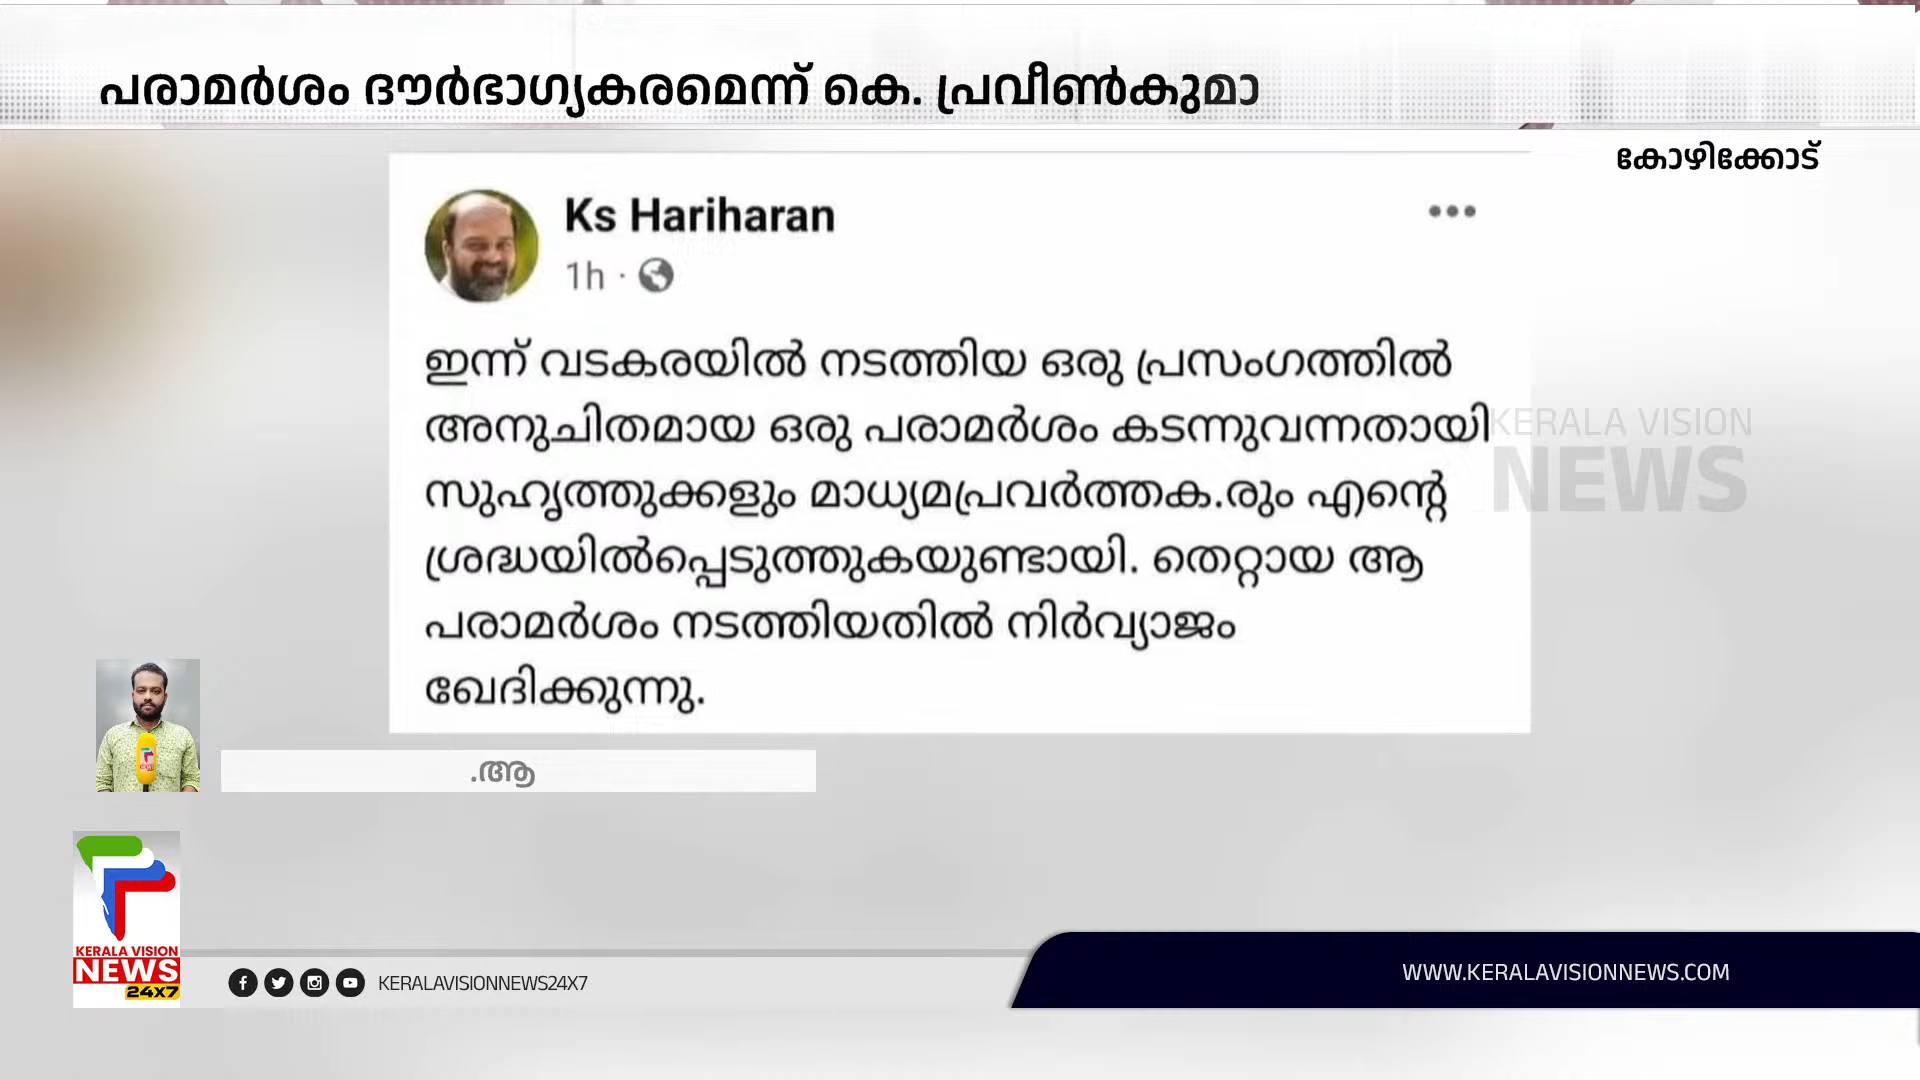 പരാമർശം ദൗർഭാഗ്യകരമെന്ന് കെ. പ്രവീൺകുമാ
കോഴിക്കോട്
Ks Hariharan
1h ·
ഇന്ന് വടകരയിൽ നടത്തിയ ഒരു പ്രസംഗത്തിൽ
അനുചിതമായ ഒരു പരാമർശം കടന്നുവന്നതായി
സുഹൃത്തുക്കളും മാധ്യമപ്രവർത്തക.രും എന്റെ
ശ്രദ്ധയിൽപ്പെടുത്തുകയുണ്ടായി. തെറ്റായ ആ
പരാമർശം നടത്തിയതിൽ നിർവ്യാജം
ഖേദിക്കുന്നു.
KERALA VISION
NEWS
.ആ
KERALA VISION
NEWS
24X7
KERALAVISIONNEWS24X7
WWW.KERALAVISIONNEWS.COM